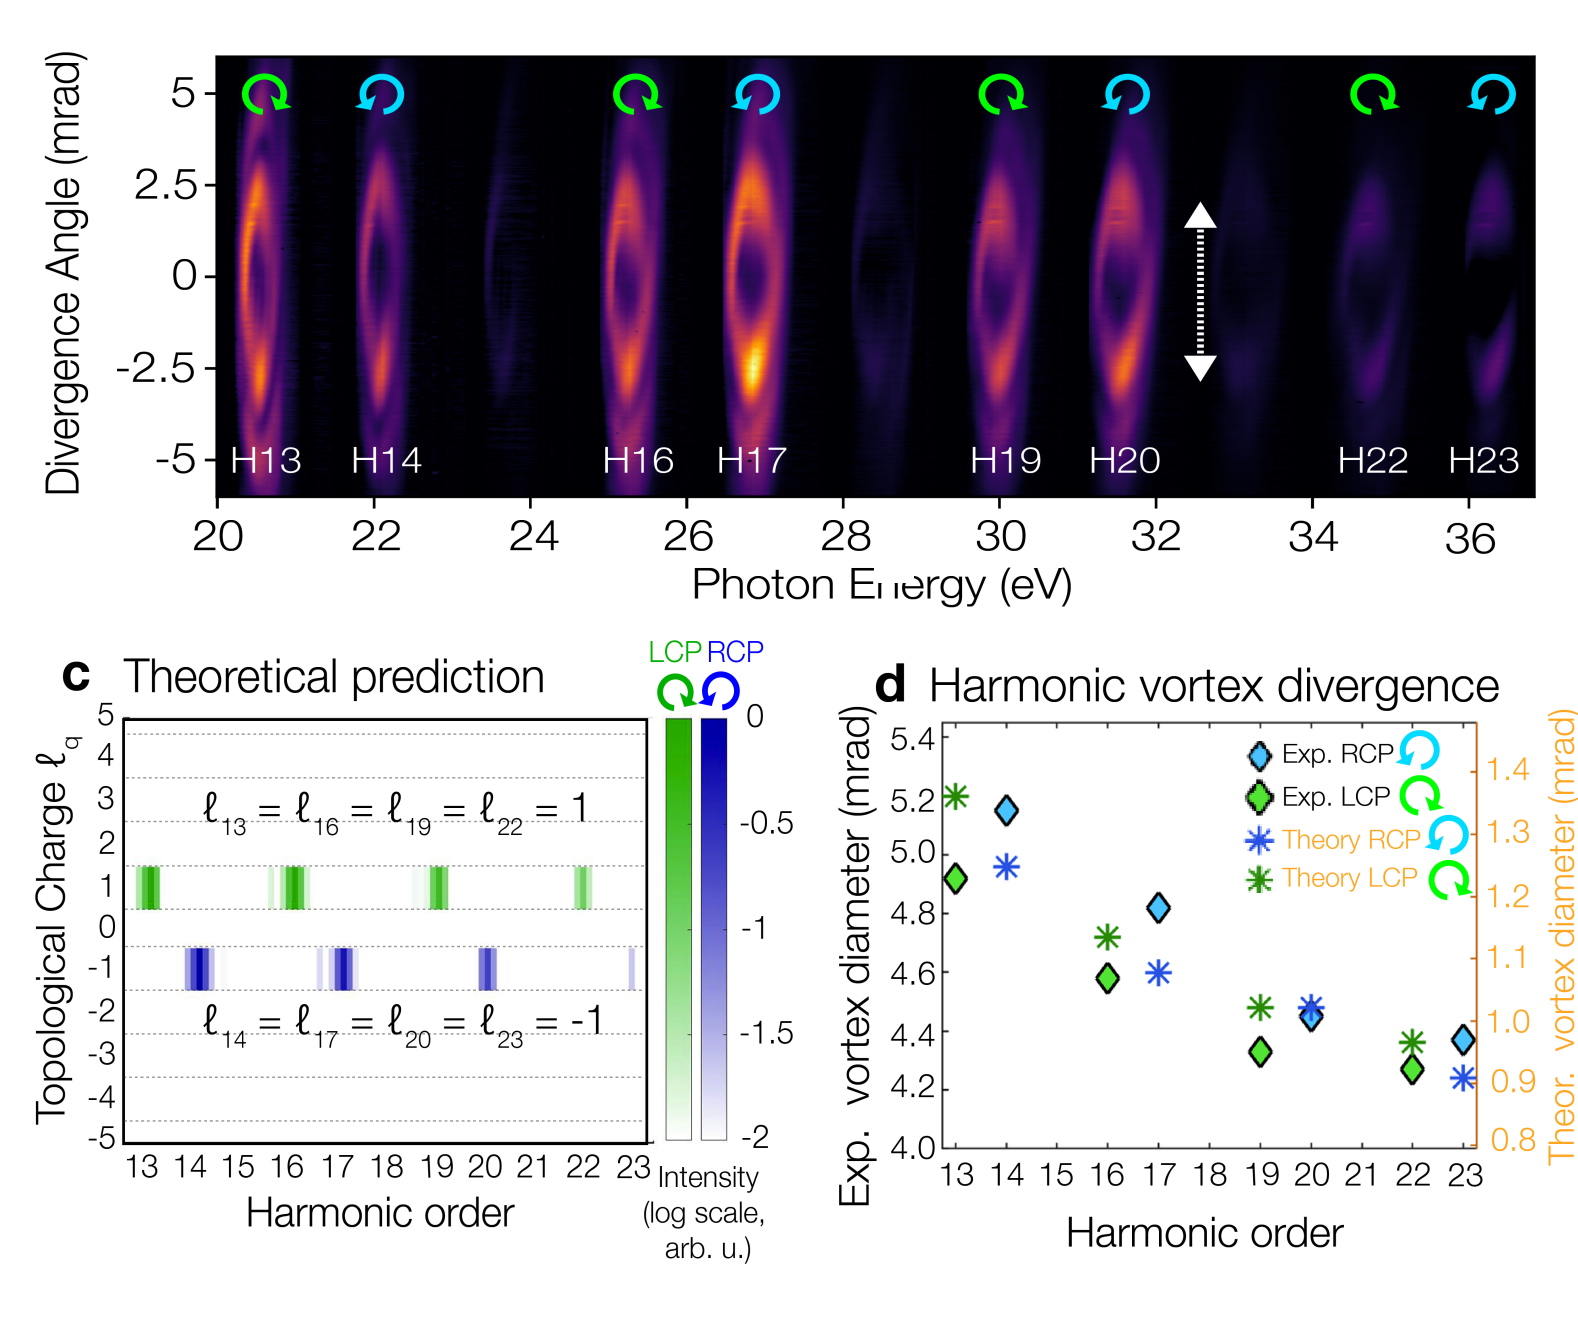 Divergence Angle (mrad)
5
2.5
0
-2.5
-5
H13 H14 H16 H17 H19 H20 H22 H23
20 22 24 26 28 30 32 34 36
Photon Energy (eV)
c Theoretical prediction
LCP RCP
Topological Charge ℓq
5
4
3
2
1
0
-1
-2
-3
-4
-5
ℓ13 = ℓ16 = ℓ19 = ℓ22 = 1
ℓ14 = ℓ17 = ℓ20 = ℓ23 = -1
13 14 15 16 17 18 19 20 21 22 23
Harmonic order
0
-0.5
-1
-1.5
-2
Intensity
(log scale,
arb. u.)
d Harmonic vortex divergence
Exp. vortex diameter (mrad)
5.4
5.2
5.0
4.8
4.6
4.4
4.2
4.0
Exp. RCP
Exp. LCP
Theory RCP
Theory LCP
1.4
1.3
1.2
1.1
1.0
0.9
0.8
Theor. vortex diameter (mrad)
13 14 15 16 17 18 19 20 21 22 23
Harmonic order